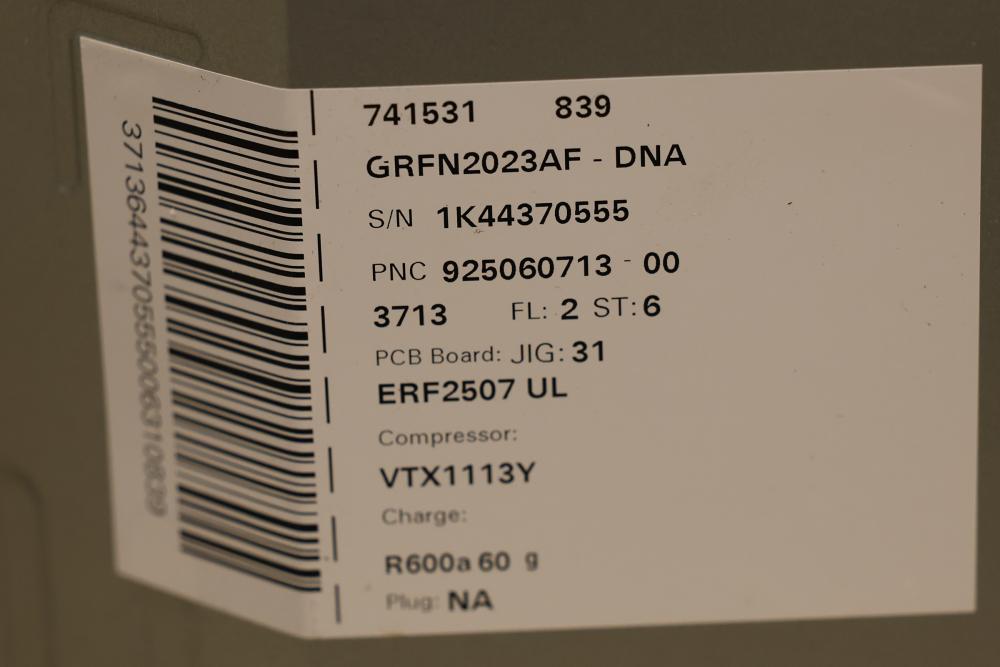 741531 839
GRFN2023AF - DNA
S/N 1K44370555
PNC 925060713 - 00
3713 FL: 2 ST: 6
PCB Board: JIG: 31
ERF2507 UL
Compressor:
VTX1113Y
Charge:
R600a 60 g
Plug: NA